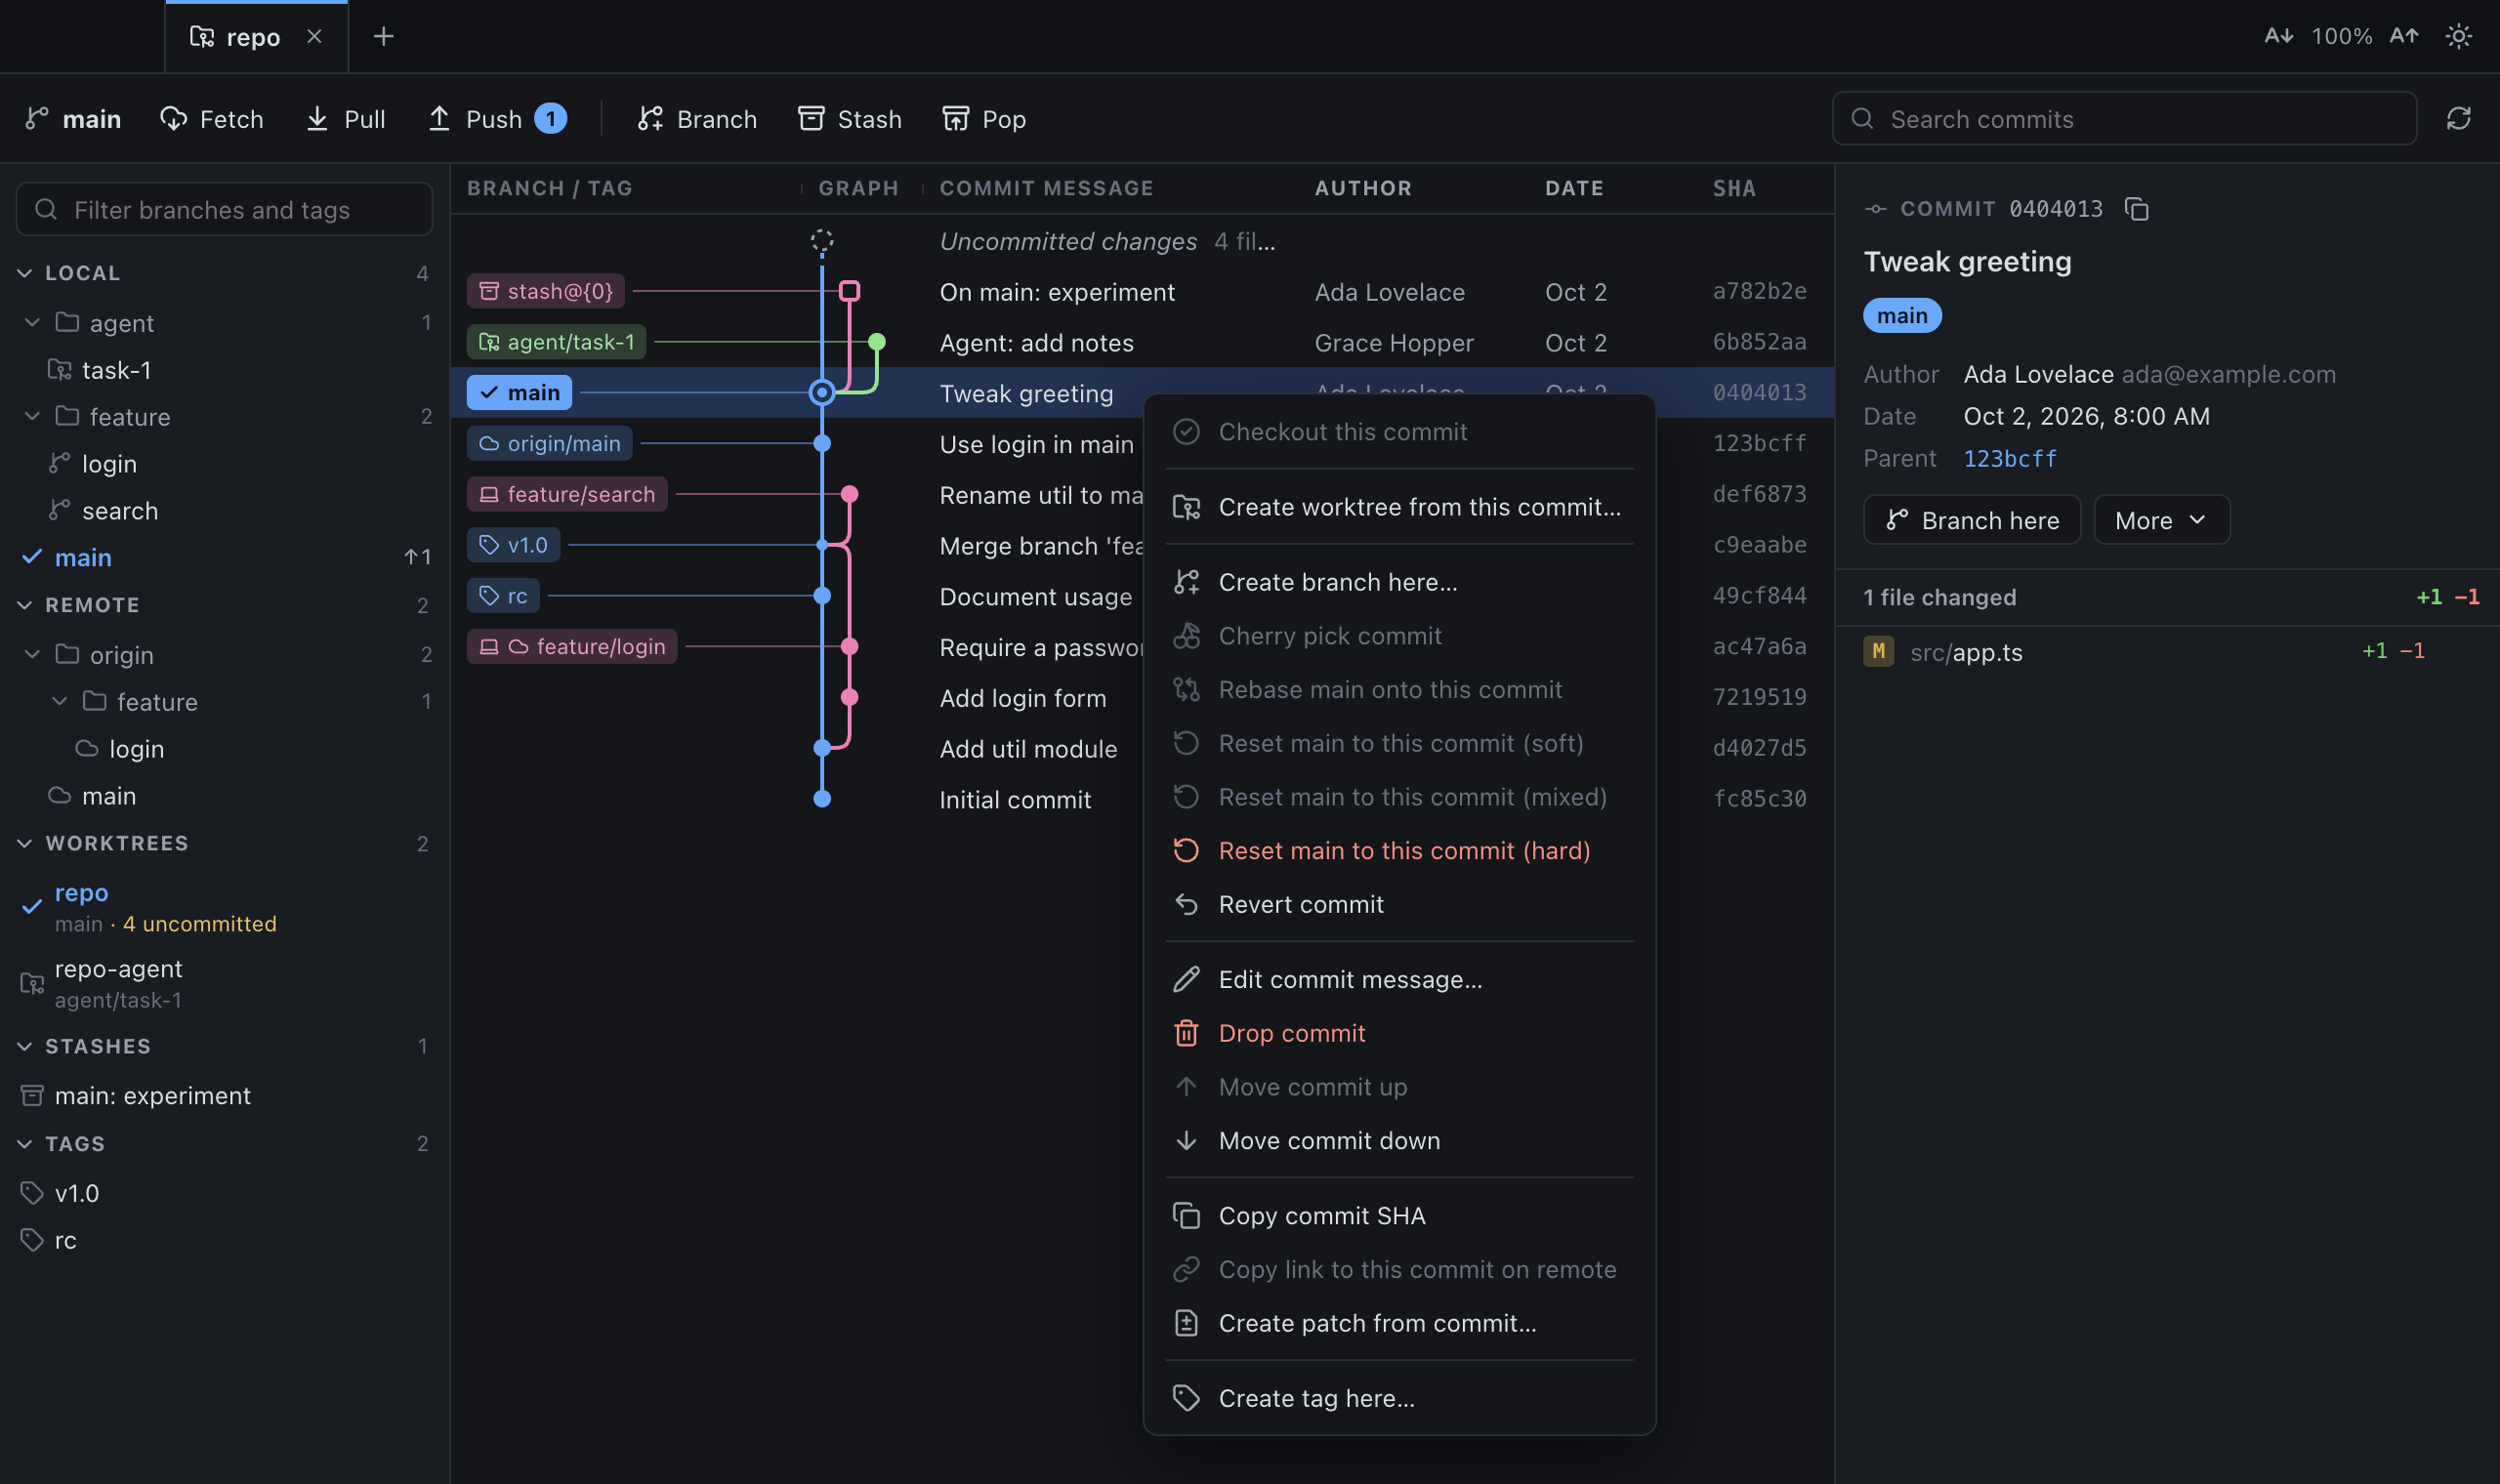 repo
100%
main Fetch Pull Push 1 Branch Stash Pop Search commits
Filter branches and tags
LOCAL 4
agent 1
task-1
feature 2
login
search
main ↑1
REMOTE 2
origin 2
feature 1
login
main
WORKTREES 2
repo
main · 4 uncommitted
repo-agent
agent/task-1
STASHES 1
main: experiment
TAGS 2
v1.0
rc
BRANCH / TAG GRAPH COMMIT MESSAGE AUTHOR DATE SHA
Uncommitted changes 4 fil...
stash@{0} On main: experiment Ada Lovelace Oct 2 a782b2e
agent/task-1 Agent: add notes Grace Hopper Oct 2 6b852aa
main Tweak greeting Ada Lovelace Oct 2 0404013
origin/main Use login in main 123bcff
feature/search Rename util to ma def6873
v1.0 Merge branch 'fea c9eaabe
rc Document usage 49cf844
feature/login Require a passwor ac47a6a
Add login form 7219519
Add util module d4027d5
Initial commit fc85c30
Checkout this commit
Create worktree from this commit...
Create branch here...
Cherry pick commit
Rebase main onto this commit
Reset main to this commit (soft)
Reset main to this commit (mixed)
Reset main to this commit (hard)
Revert commit
Edit commit message...
Drop commit
Move commit up
Move commit down
Copy commit SHA
Copy link to this commit on remote
Create patch from commit...
Create tag here...
COMMIT 0404013
Tweak greeting
main
Author Ada Lovelace ada@example.com
Date Oct 2, 2026, 8:00 AM
Parent 123bcff
Branch here More
1 file changed +1 −1
M src/app.ts +1 −1